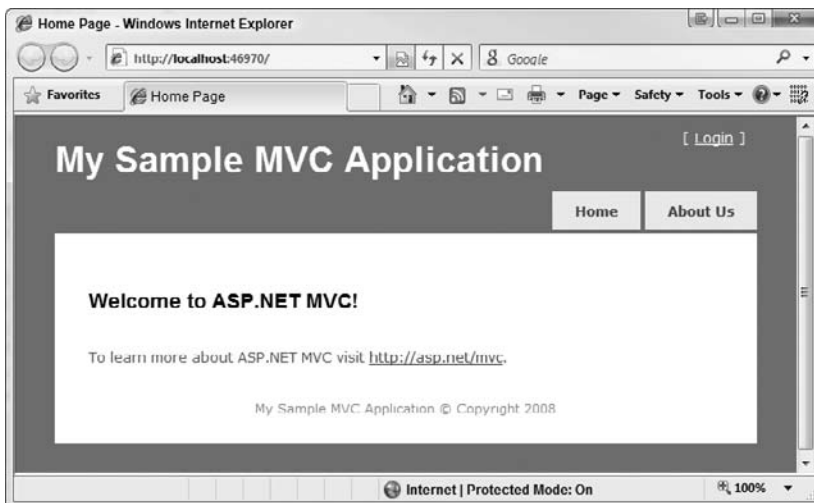 Home Page - Windows Internet Explorer
http://localhost:46970/
Google
Favorites
Home Page
Page
Safety
Tools
[ Login ]
My Sample MVC Application
Home
About Us
Welcome to ASP.NET MVC!
To learn more about ASP.NET MVC visit http://asp.net/mvc.
My Sample MVC Application © Copyright 2008
Internet | Protected Mode: On
100%